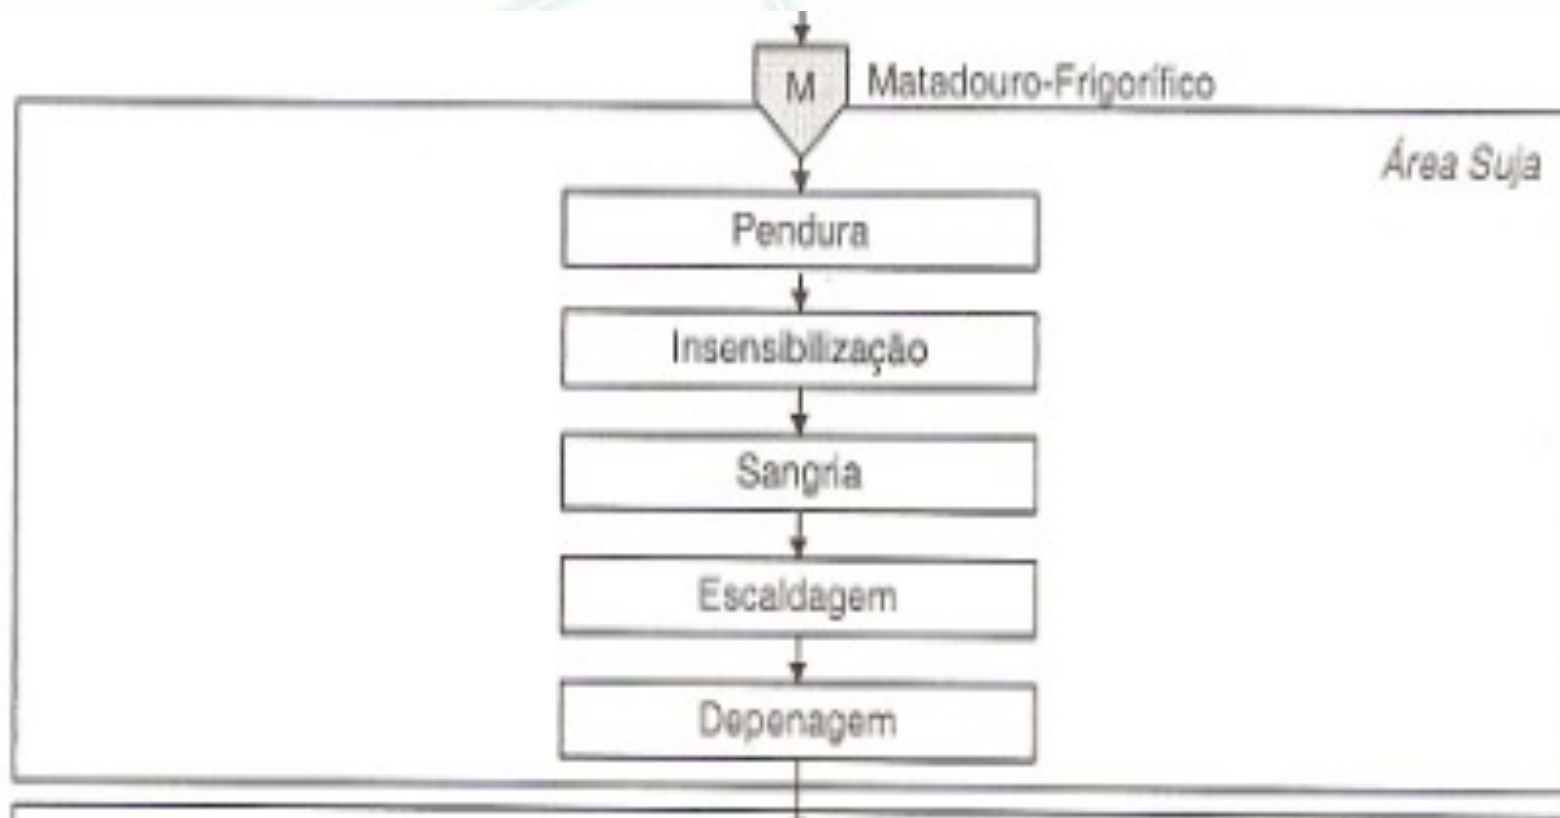 M
Matadouro-Frigorífico
Área Suja
Pendura
Insensibilização
Sangria
Escaldagem
Depenagem